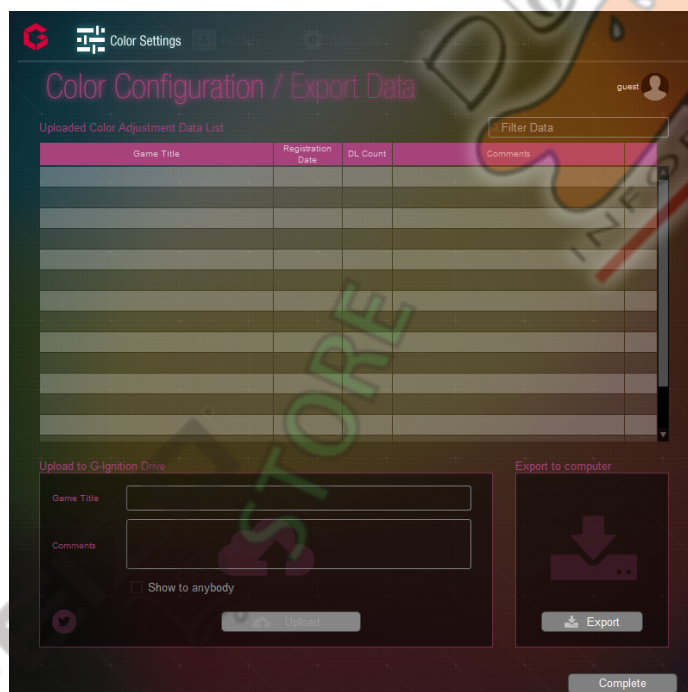 Color Settings
Color Configuration / Export Data
guest
Uploaded Color Adjustment Data List
Filter Data
Game Title
Registration
Date
DL Count
Comments
Upload to G-Ignition Drive
Export to computer
Game Title
Comments
Show to anybody
Upload
Export
Complete
STORE